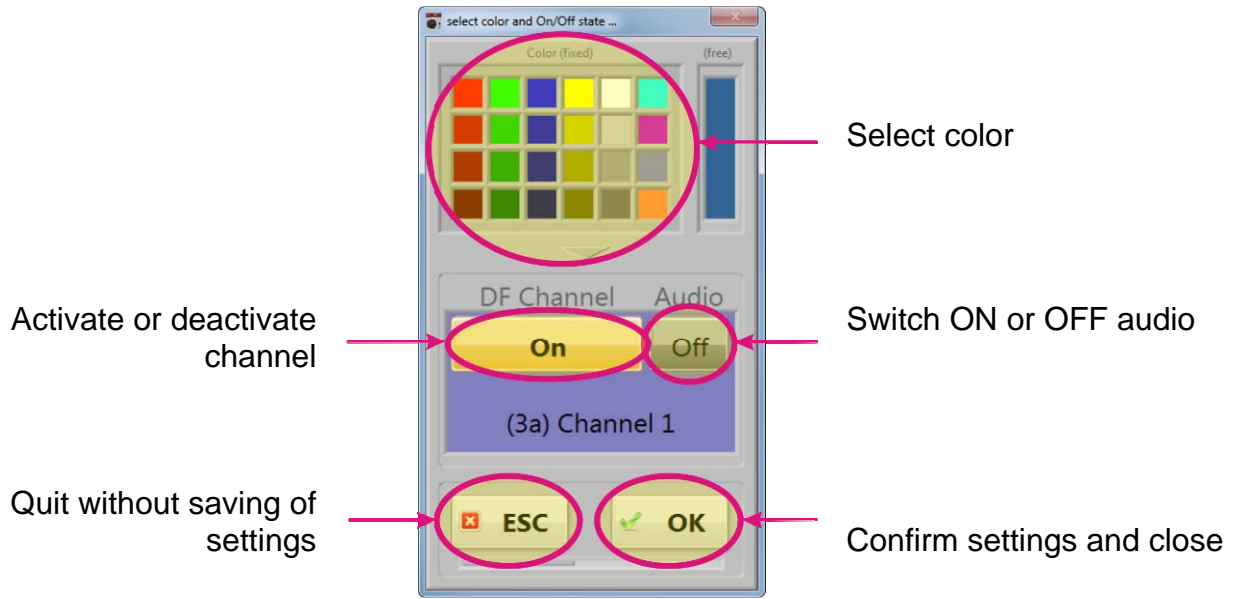 select color and On/Off state ...
Color (fixed)
(free)
Select color
DF Channel
Audio
Activate or deactivate
channel
On
Off
Switch ON or OFF audio
(3a) Channel 1
Quit without saving of
settings
ESC
OK
Confirm settings and close